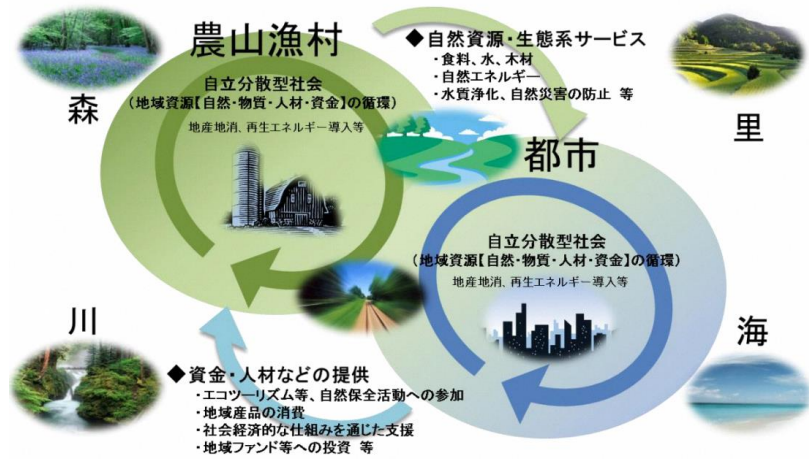 農山漁村
自立分散型社会
(地域資源【自然・物質・人材・資金】の循環)
地産地消、再生エネルギー導入等
◆自然資源・生態系サービス
・食料、水、木材
・自然エネルギー
・水質浄化、自然災害の防止 等
森
里
都市
自立分散型社会
(地域資源【自然・物質・人材・資金】の循環)
地産地消、再生エネルギー導入等
川
海
◆資金・人材などの提供
・エコツーリズム等、自然保全活動への参加
・地域産品の消費
・社会経済的な仕組みを通じた支援
・地域ファンド等への投資 等